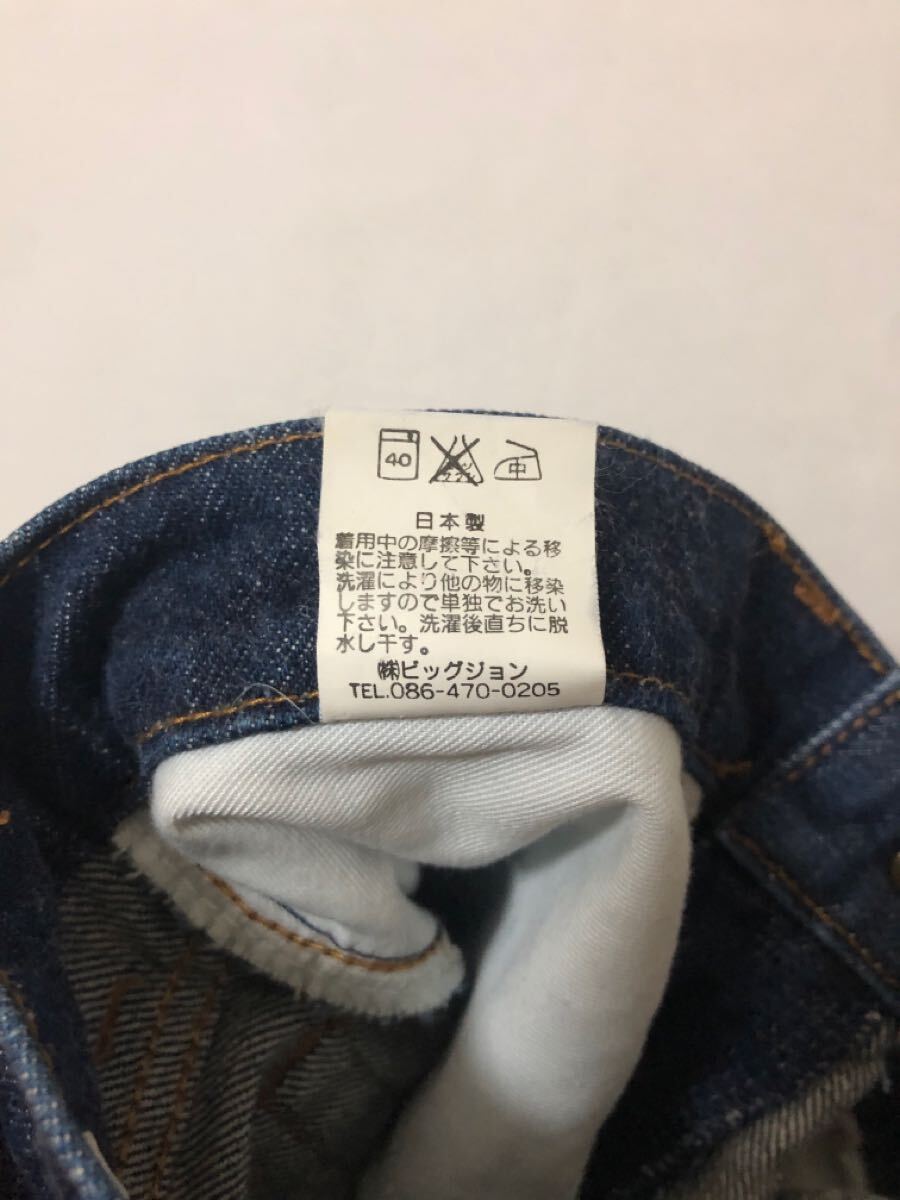 40
中
日本製
着用中の摩擦等による移
染に注意して下さい。
洗濯により他の物に移染
しますので単独でお洗い
下さい。洗濯後直ちに脱
水し干す。
㈱ビッグジョン
TEL.086-470-0205